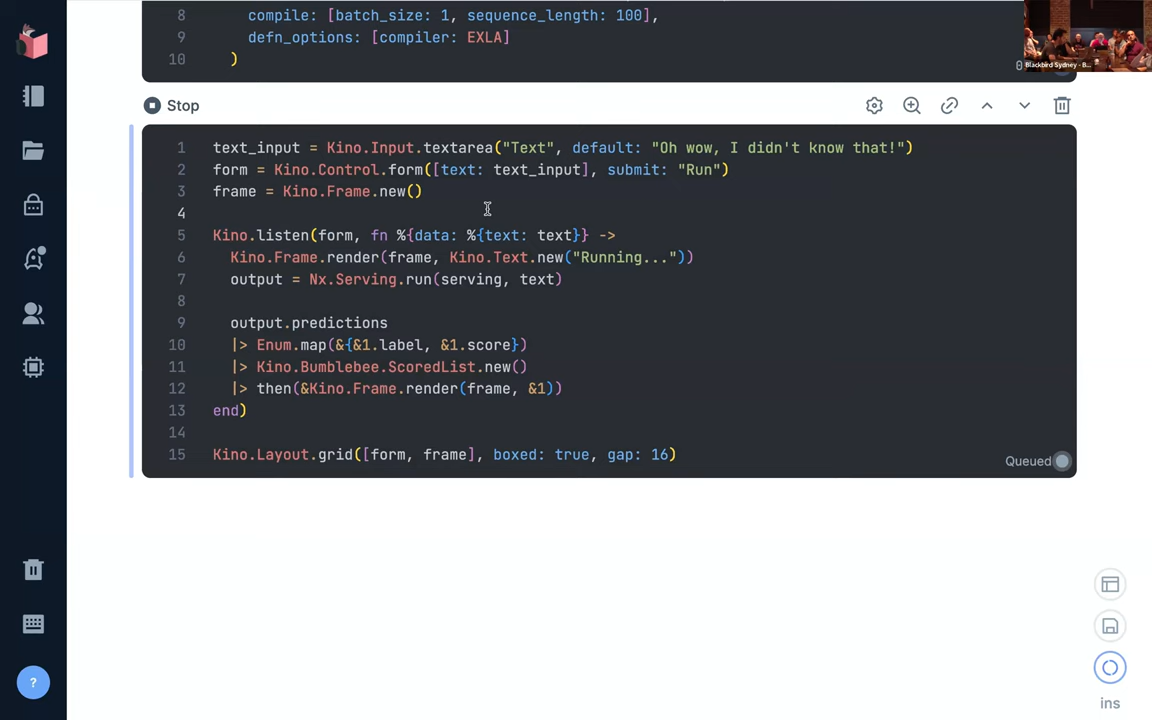 8 compile: [batch_size: 1, sequence_length: 100],
9 defn_options: [compiler: EXLA]
10 )
0
Blackbird Sydney - B...
Stop
1 text_input = Kino.Input.textarea("Text", default: "Oh wow, I didn't know that!")
2 form = Kino.Control.form([text: text_input], submit: "Run")
3 frame = Kino.Frame.new()
4
5 Kino.listen(form, fn %{data: %{text: text}} ->
6 Kino.Frame.render(frame, Kino.Text.new("Running..."))
7 output = Nx.Serving.run(serving, text)
8
9 output.predictions
10 |> Enum.map(&{&1.label, &1.score})
11 |> Kino.Bumblebee.ScoredList.new()
12 |> then(&Kino.Frame.render(frame, &1))
13 end)
14
15 Kino.Layout.grid([form, frame], boxed: true, gap: 16)
Queued
?
ins